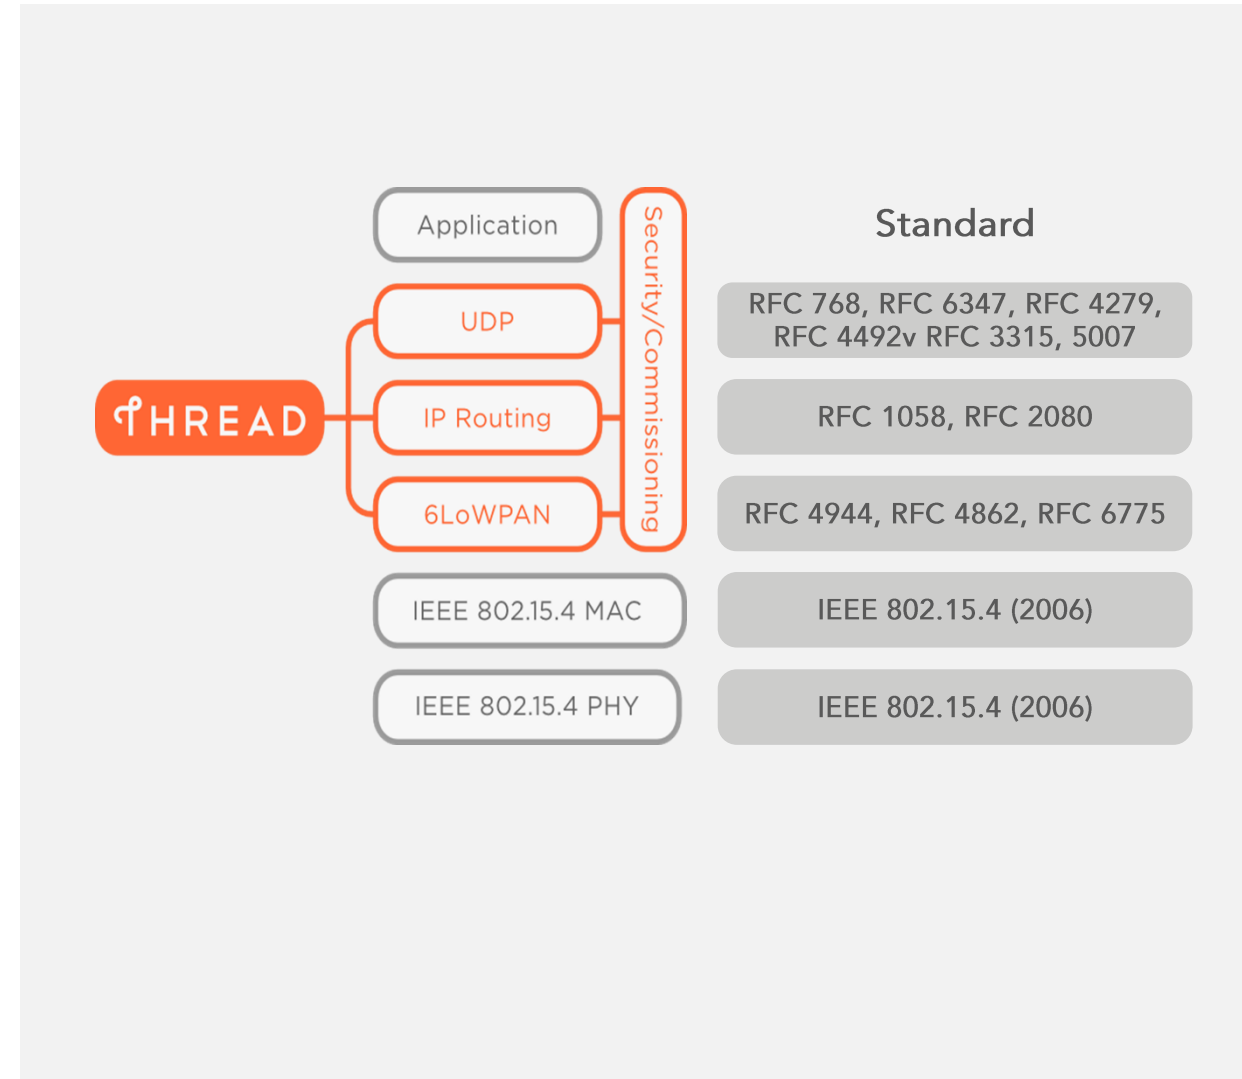 Application
Security/Commissioning
Standard
UDP
RFC 768, RFC 6347, RFC 4279,
RFC 4492v RFC 3315, 5007
THREAD
IP Routing
RFC 1058, RFC 2080
6LoWPAN
RFC 4944, RFC 4862, RFC 6775
IEEE 802.15.4 MAC
IEEE 802.15.4 (2006)
IEEE 802.15.4 PHY
IEEE 802.15.4 (2006)